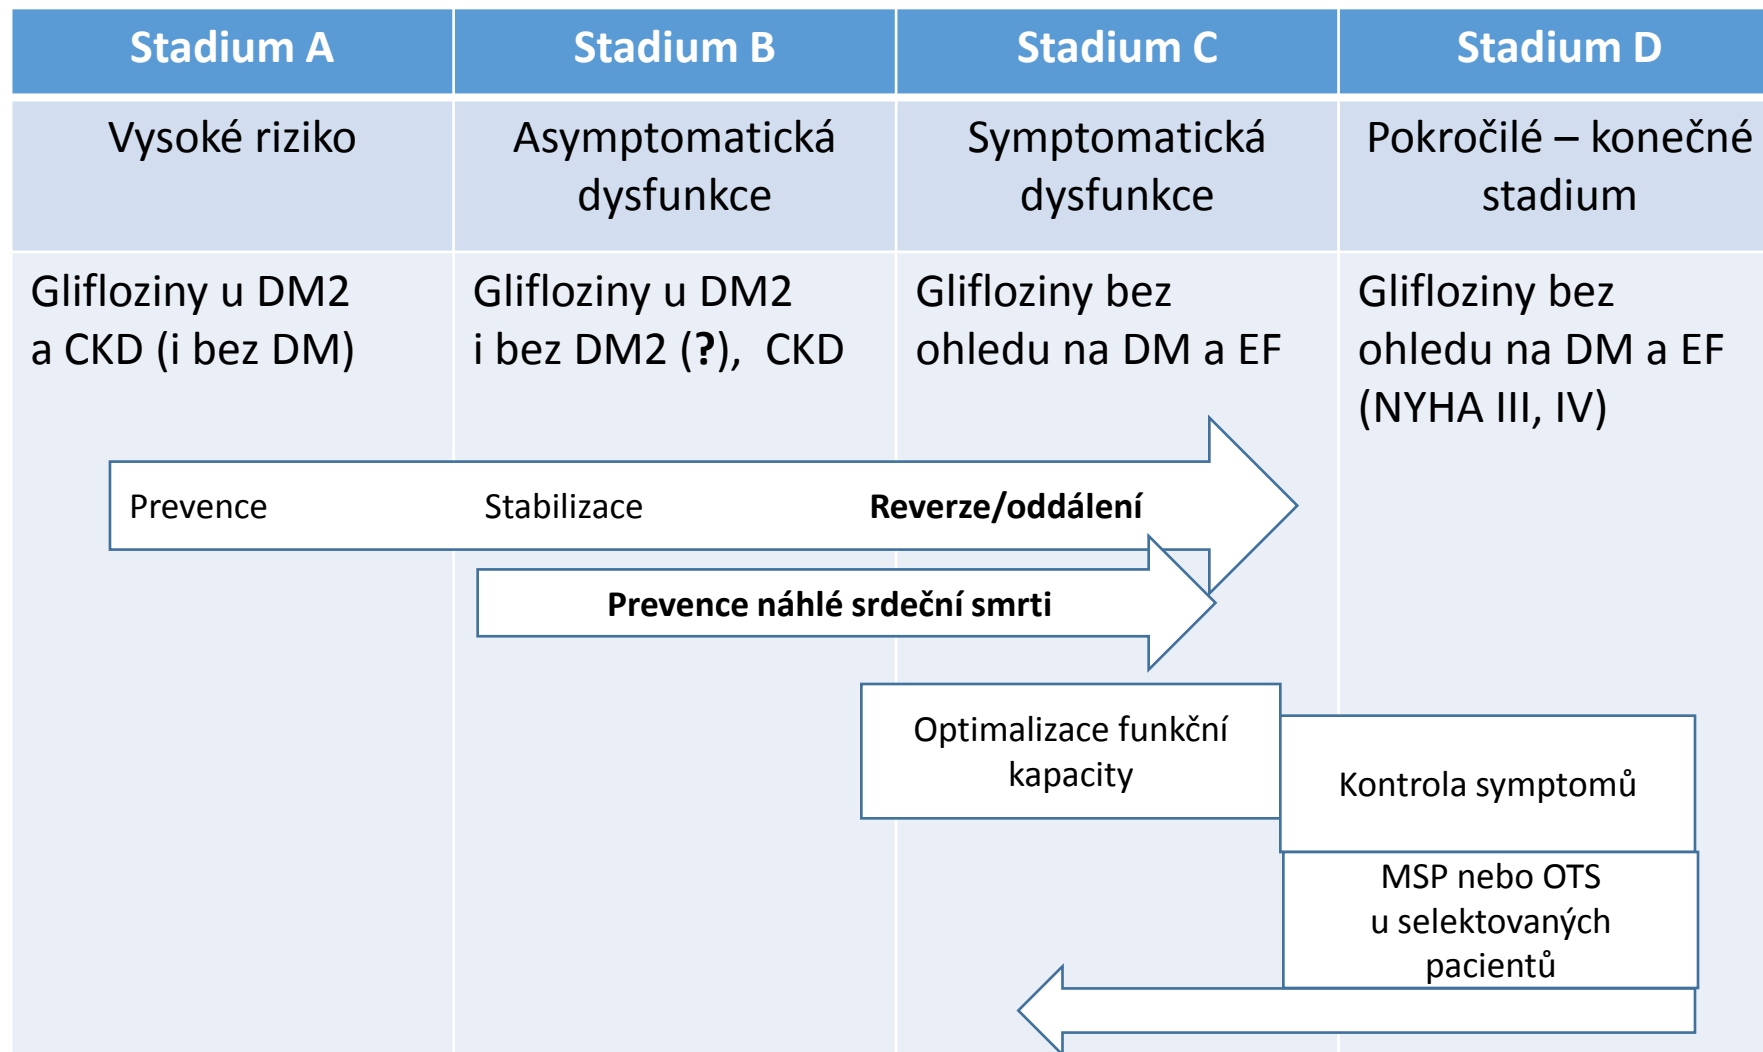 Stadium A
Stadium B
Stadium C
Stadium D
Vysoké riziko
Asymptomatická
dysfunkce
Symptomatická
dysfunkce
Pokročilé – konečné
stadium
Glifloziny u DM2
a CKD (i bez DM)
Glifloziny u DM2
i bez DM2 (?), CKD
Glifloziny bez
ohledu na DM a EF
Glifloziny bez
ohledu na DM a EF
(NYHA III, IV)
Prevence
Stabilizace
Reverze/oddálení
Prevence náhlé srdeční smrti
Optimalizace funkční
kapacity
Kontrola symptomů
MSP nebo OTS
u selektovaných
pacientů